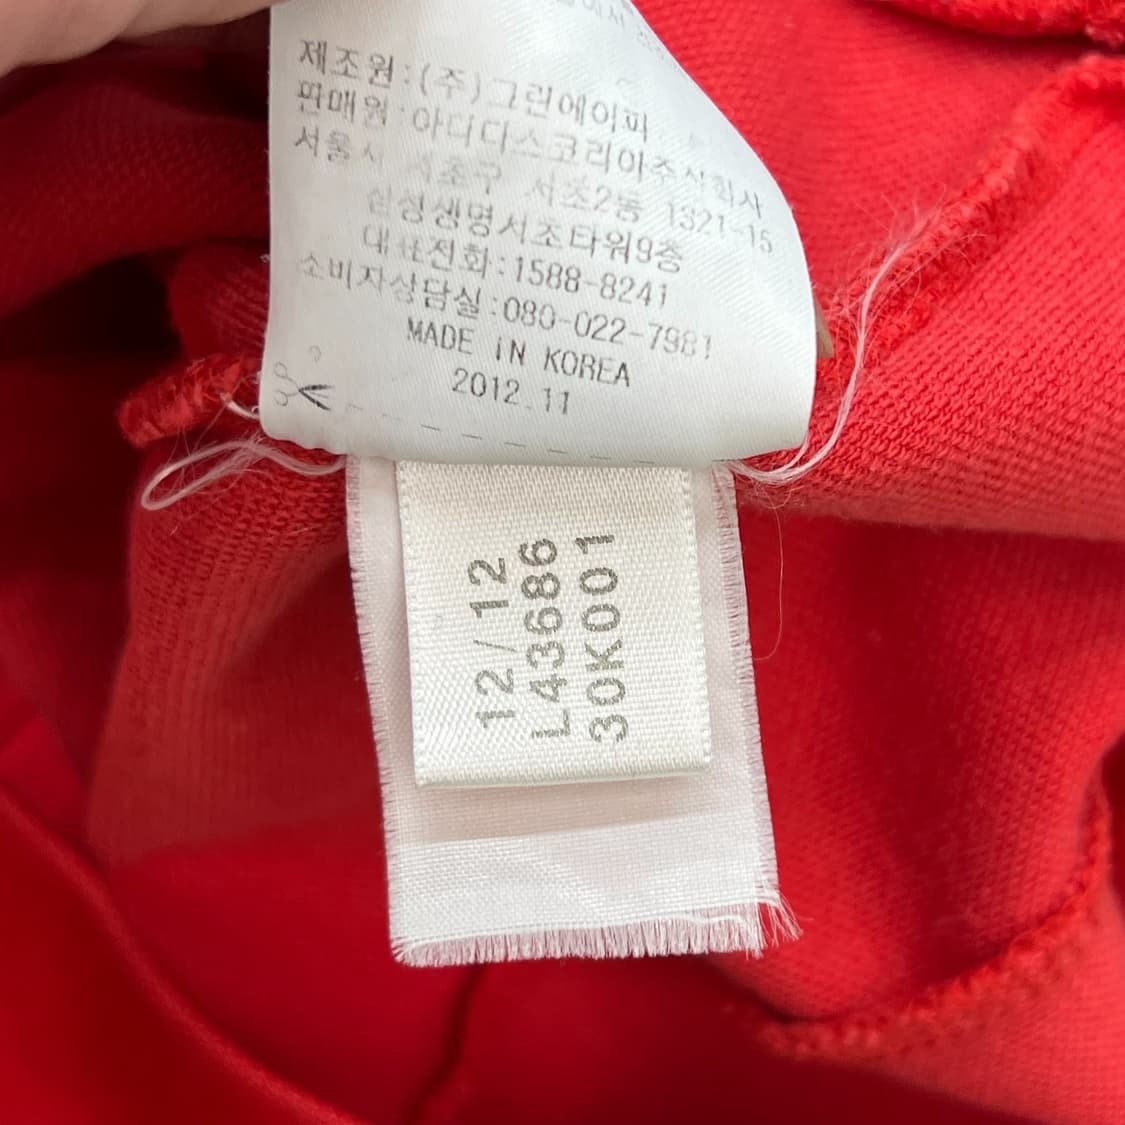 제조원:(주)그린에이피
판매원:아디다스코리아주식회사
서울시 서초구 서초2동 1321-15
삼성생명서초타워9층
대표전화:1588-8241
소비자상담실:080-022-7981
MADE iN KOREA
2012.11
12/12
L43686
30K001